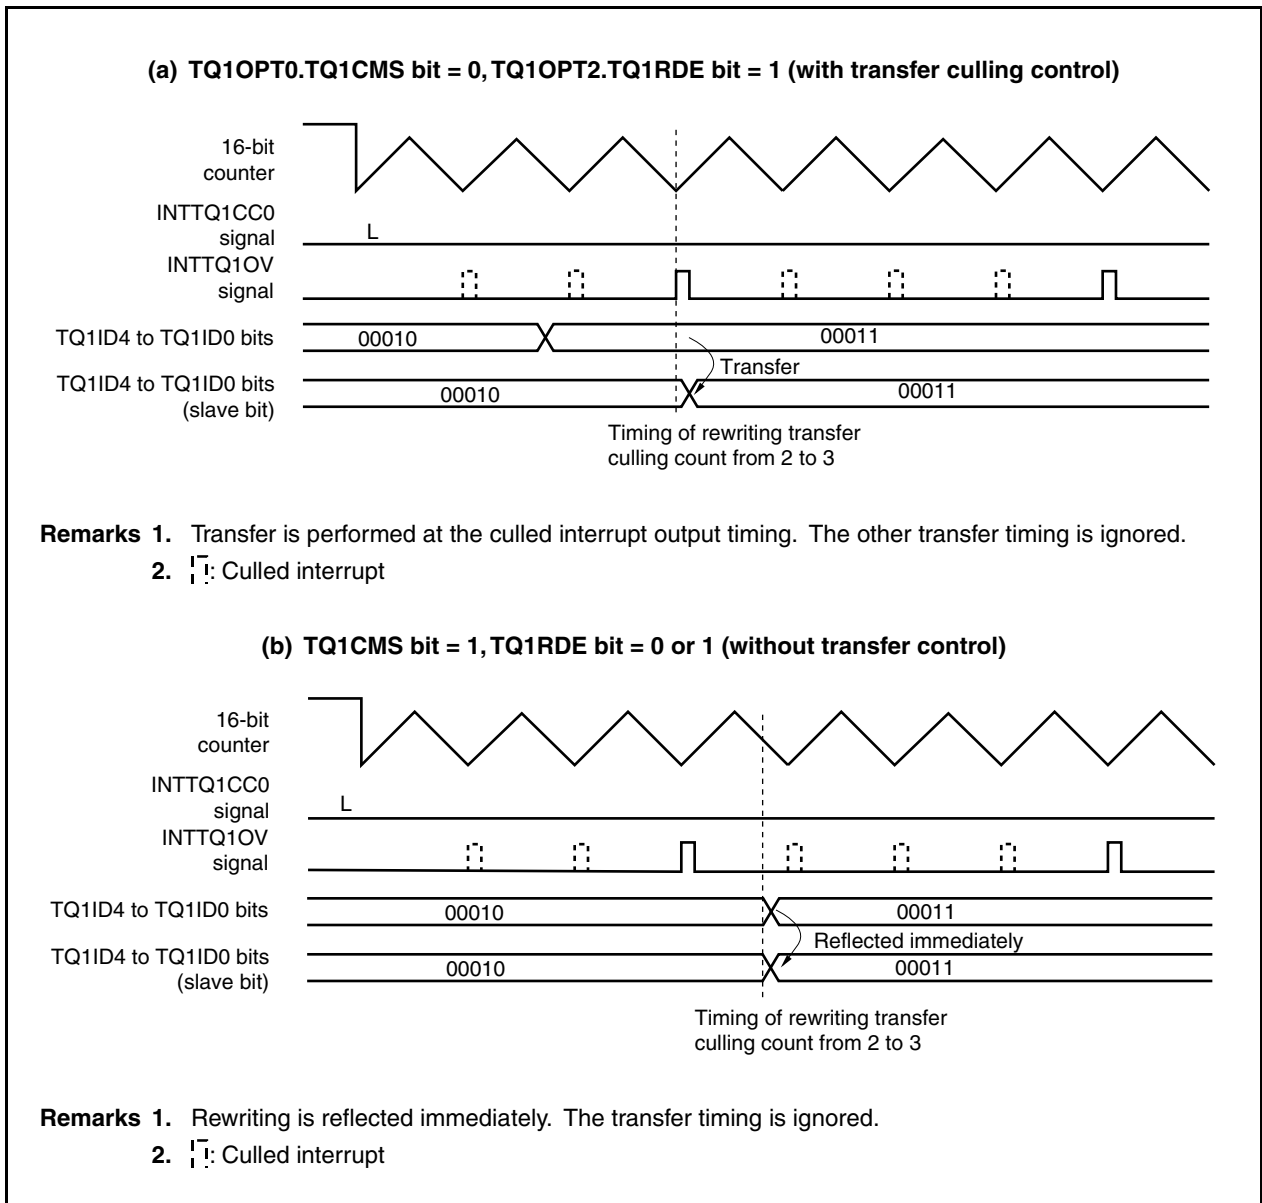 (a) TQ1OPT0.TQ1CMS bit = 0, TQ1OPT2.TQ1RDE bit = 1 (with transfer culling control)
16-bit
counter
INTTQ1CC0
signal
L
INTTQ1OV
signal
TQ1ID4 to TQ1ID0 bits
00010
00011
Transfer
TQ1ID4 to TQ1ID0 bits
(slave bit)
00010
00011
Timing of rewriting transfer
culling count from 2 to 3
Remarks 1. Transfer is performed at the culled interrupt output timing. The other transfer timing is ignored.
2. : Culled interrupt
(b) TQ1CMS bit = 1, TQ1RDE bit = 0 or 1 (without transfer control)
16-bit
counter
INTTQ1CC0
signal
L
INTTQ1OV
signal
TQ1ID4 to TQ1ID0 bits
00010
00011
Reflected immediately
TQ1ID4 to TQ1ID0 bits
(slave bit)
00010
00011
Timing of rewriting transfer
culling count from 2 to 3
Remarks 1. Rewriting is reflected immediately. The transfer timing is ignored.
2. : Culled interrupt